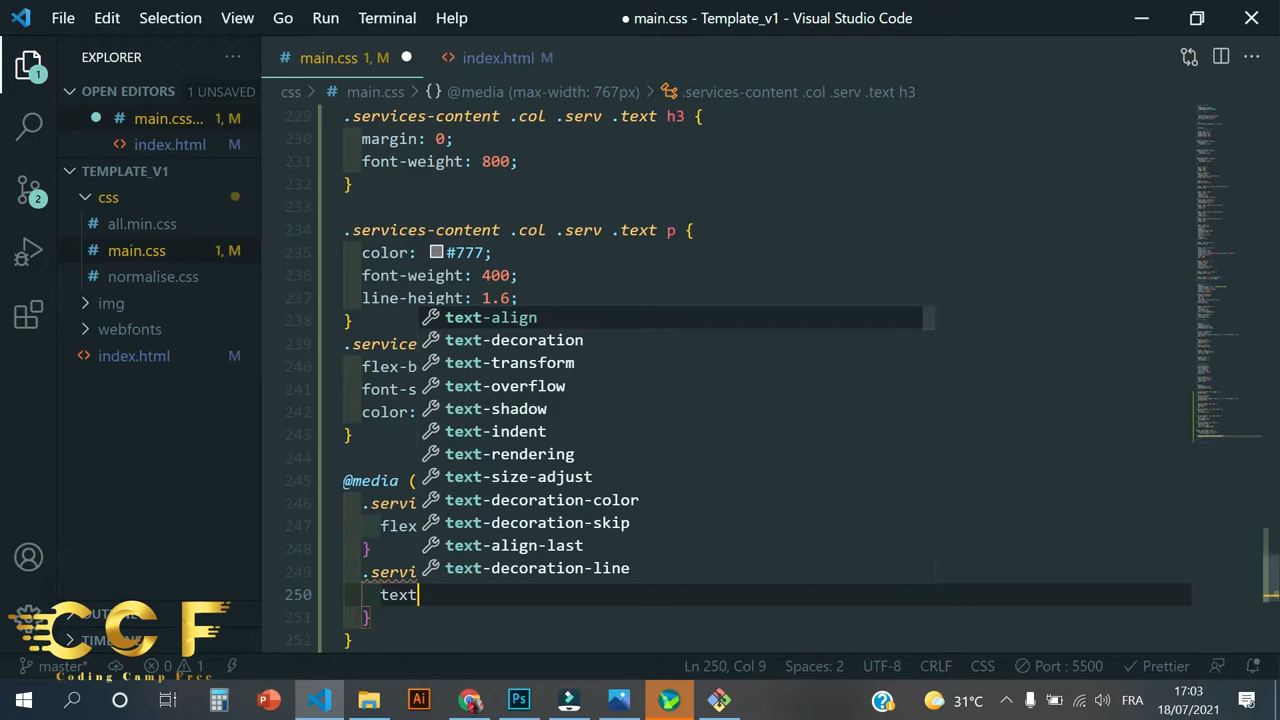 File Edit Selection View Go Run Terminal Help
● main.css - Template_v1 - Visual Studio Code
EXPLORER ...
# main.css 1, M ●
<> index.html M
OPEN EDITORS 1 UNSAVED
css > # main.css > {} @media (max-width: 767px) > .services-content .col .serv .text h3
# main.css... 1, M
<> index.html M
TEMPLATE_V1
css
# all.min.css
# main.css 1, M
# normalise.css
img
webfonts
<> index.html M
1
2
229 .services-content .col .serv .text h3 {
230 margin: 0;
231 font-weight: 800;
232 }
233
234 .services-content .col .serv .text p {
235 color: #777;
236 font-weight: 400;
237 line-height: 1.6;
238 }
239 .service
240 flex-b
241 font-s
242 color:
243 }
244
245 @media (
246 .servi
247 flex
248 }
249 .servi
250 text
251 }
252 }
text-align
text-decoration
text-transform
text-overflow
text-shadow
text-indent
text-rendering
text-size-adjust
text-decoration-color
text-decoration-skip
text-align-last
text-decoration-line
CCF
Coding Camp Free
master* 0 1 Ln 250, Col 9 Spaces: 2 UTF-8 CRLF CSS Port : 5500 Prettier
31°C FRA 17:03
18/07/2021